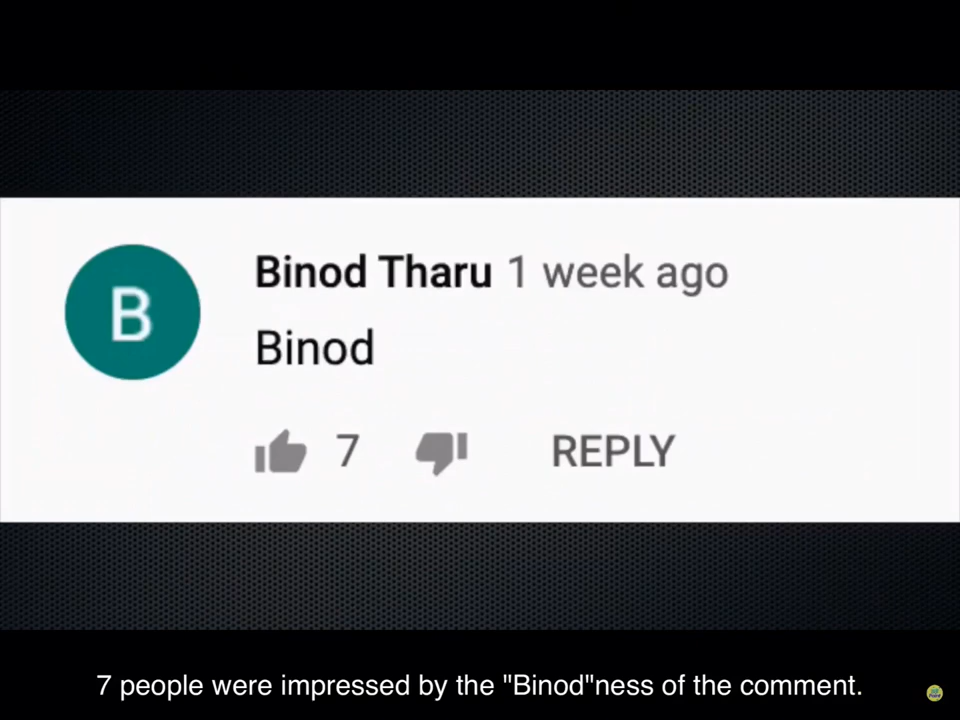 B
Binod Tharu 1 week ago
Binod
7 REPLY
7 people were impressed by the "Binod"ness of the comment.